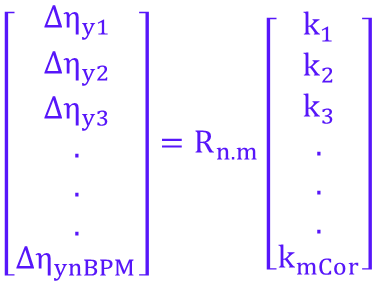 Δη_y1 k_1
Δη_y2 k_2
Δη_y3 k_3
. = R_n.m .
. .
. .
Δη_ynBPM k_mCor